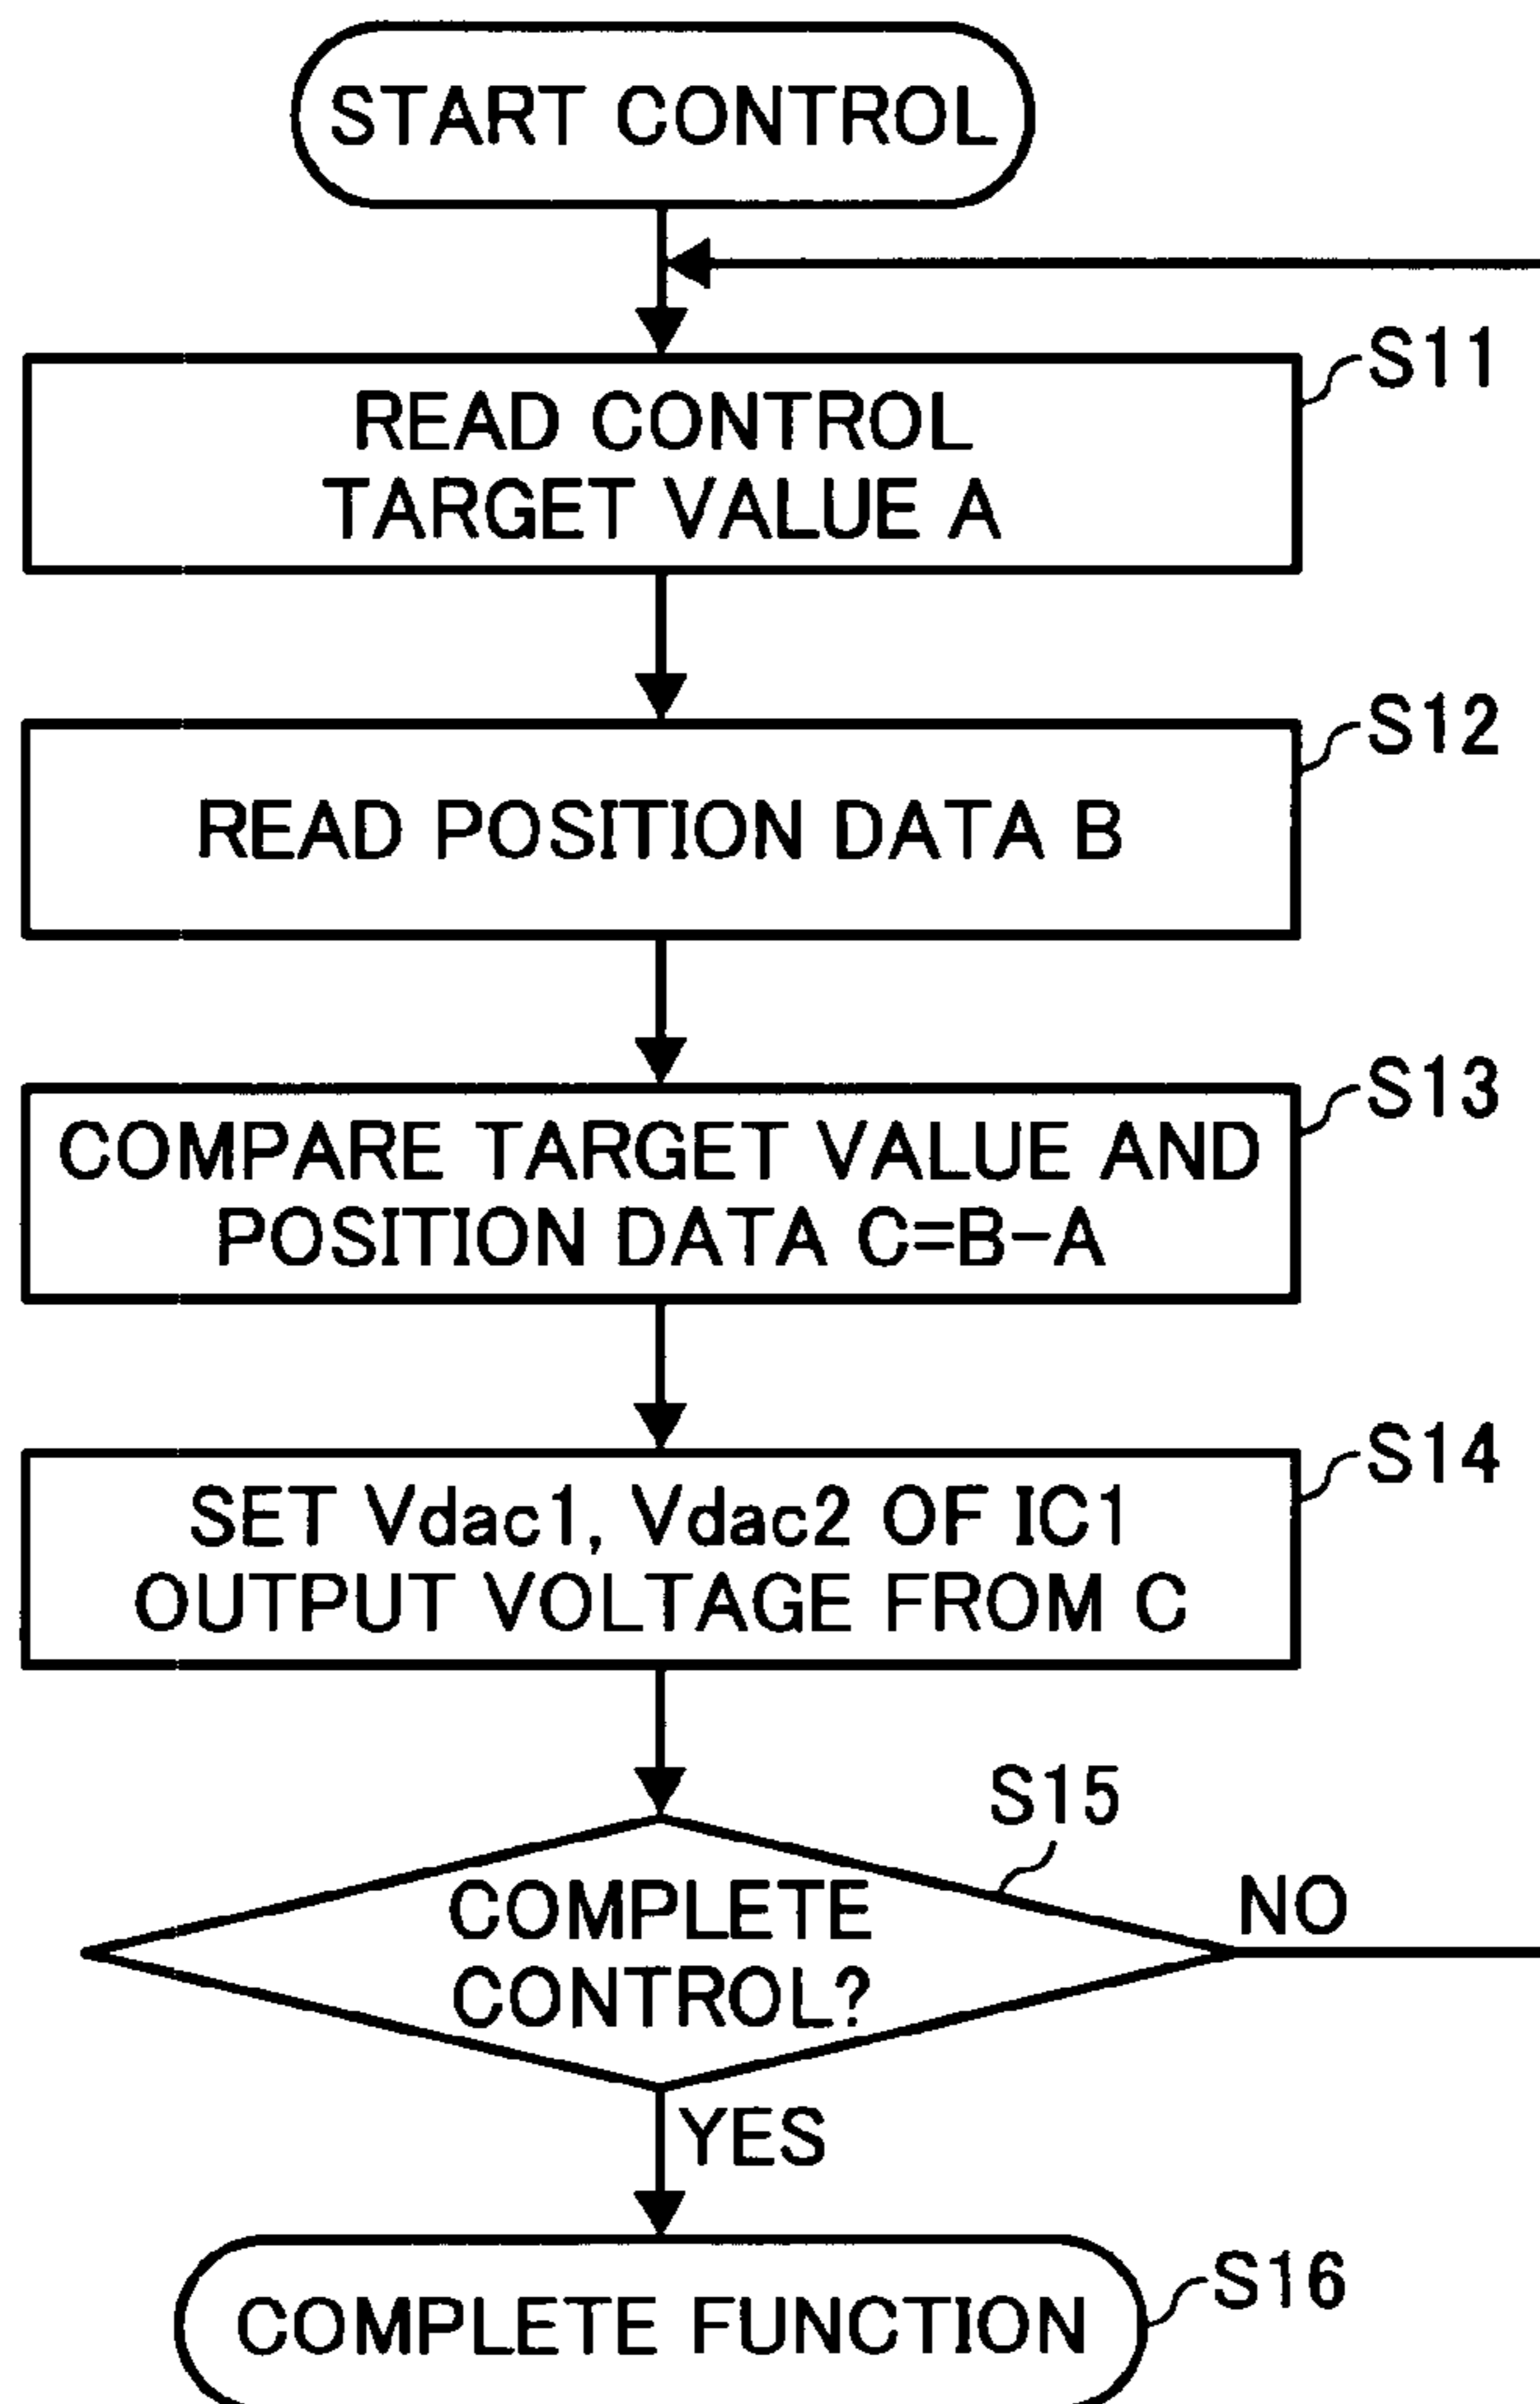 START CONTROL
S11
READ CONTROL
TARGET VALUE A
S12
READ POSITION DATA B
S13
COMPARE TARGET VALUE AND
POSITION DATA C=B-A
S14
SET Vdac1, Vdac2 OF IC1
OUTPUT VOLTAGE FROM C
S15
COMPLETE
CONTROL?
NO
YES
S16
COMPLETE FUNCTION